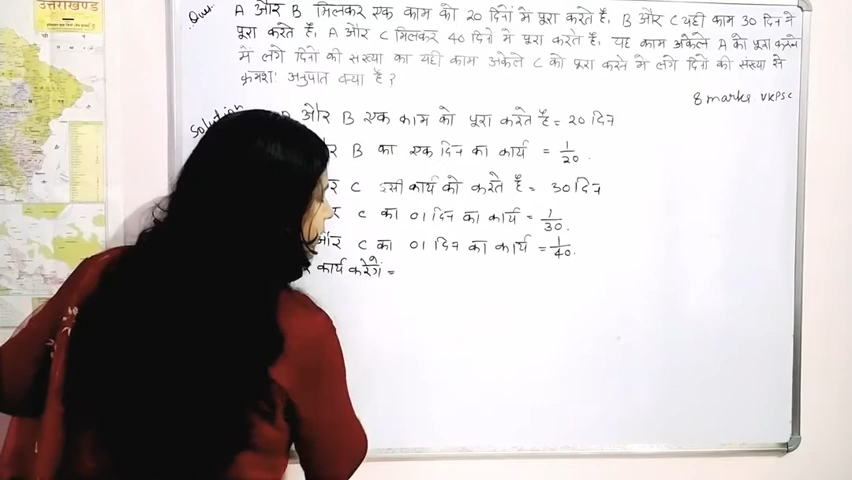 उत्तराखण्ड
Que. A और B मिलकर एक काम को 20 दिनों में पूरा करते हैं, B और C यही काम 30 दिन में
पूरा करते हैं, A और C मिलकर 40 दिनों में पूरा करते हैं, यह काम अकेले A को पूरा करने
में लगे दिनों की संख्या का यही काम अकेले C को पूरा करने में लगे दिनों की संख्या से
क्रमश: अनुपात क्या है ?
8 marks UKPSC
Solution और B एक काम को पूरा करते हैं = 20 दिन
B का एक दिन का कार्य = 1/20.
C इसी कार्य को करते हैं = 30 दिन
C का 01 दिन का कार्य = 1/30
और C का 01 दिन का कार्य = 1/40.
कार्य करेगें =